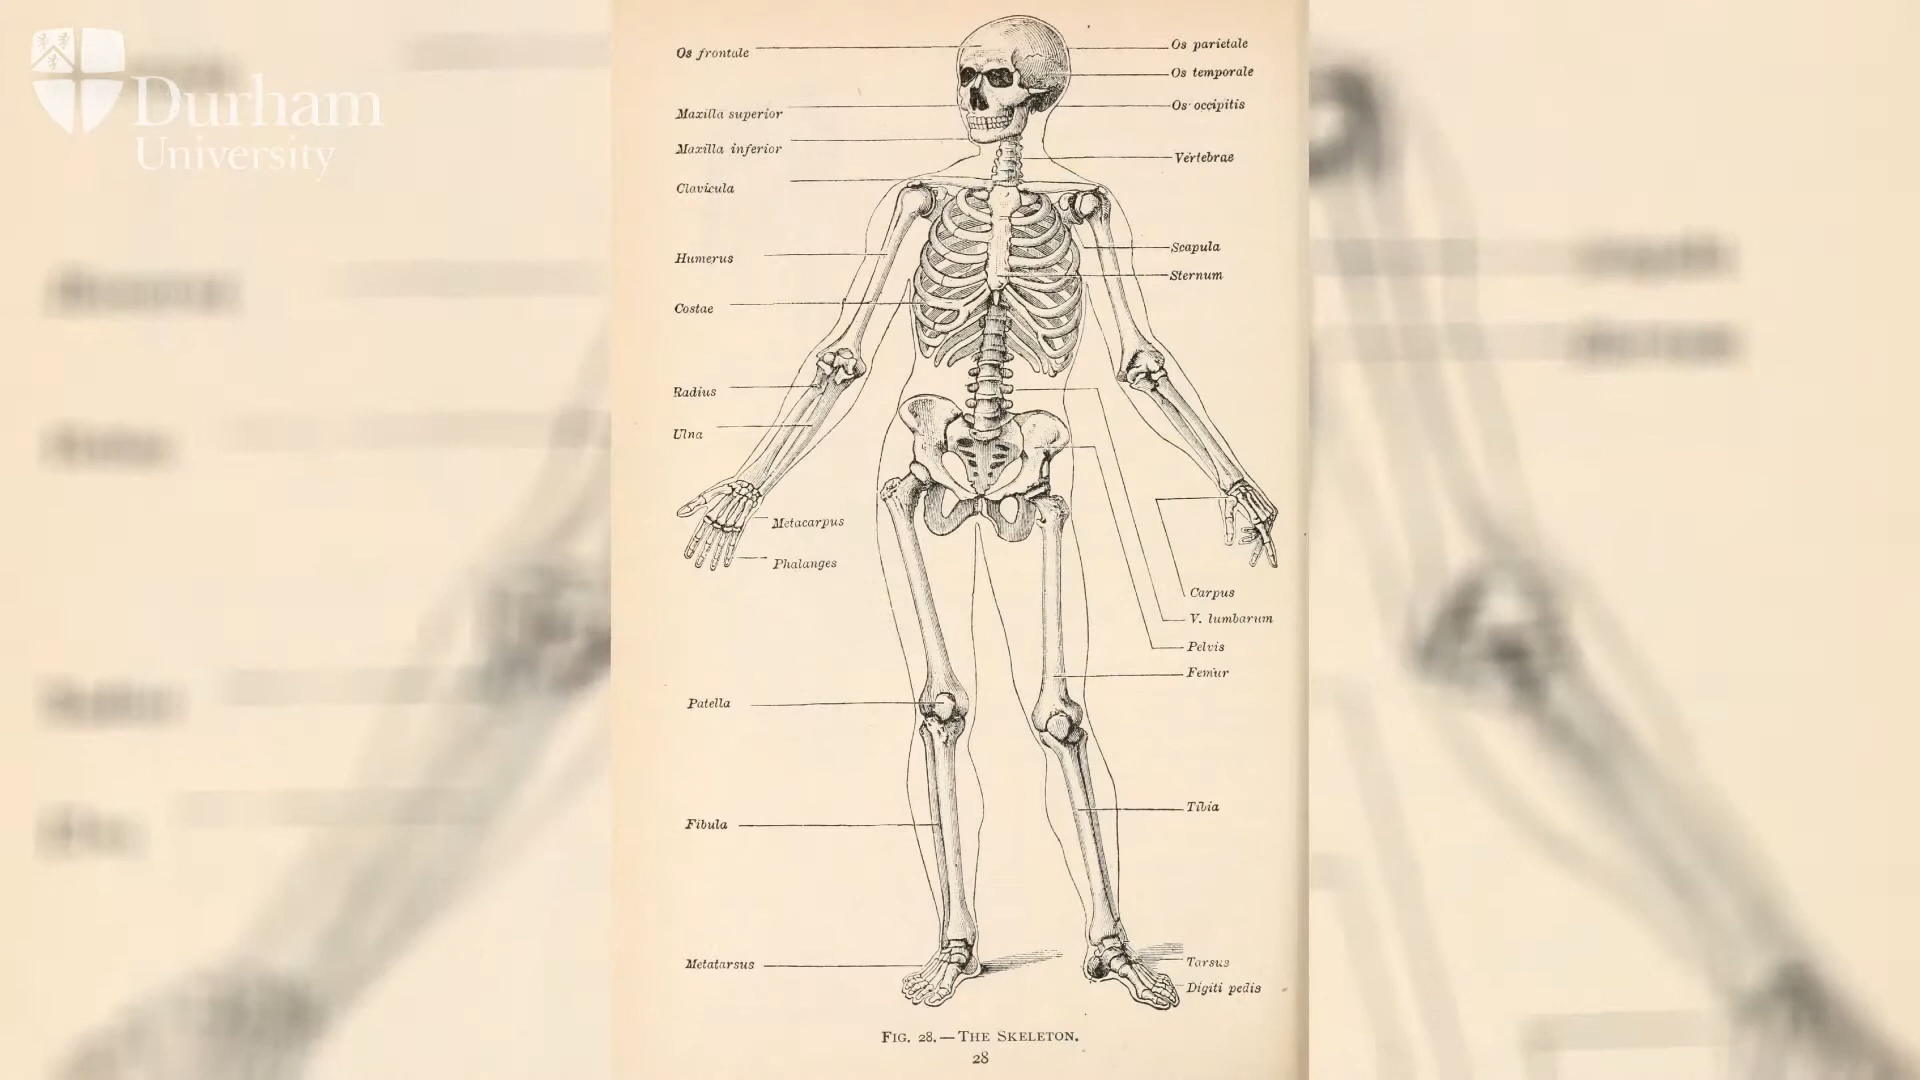 Durham
University
Os frontale
Os parietale
Os temporale
Maxilla superior
Os occipitis
Maxilla inferior
Vertebrae
Clavicula
Scapula
Humerus
Sternum
Costae
Radius
Ulna
Metacarpus
Phalanges
Carpus
V. lumbarum
Pelvis
Femur
Patella
Tibia
Fibula
Metatarsus
Tarsus
Digiti pedis
FIG. 28.—THE SKELETON.
28